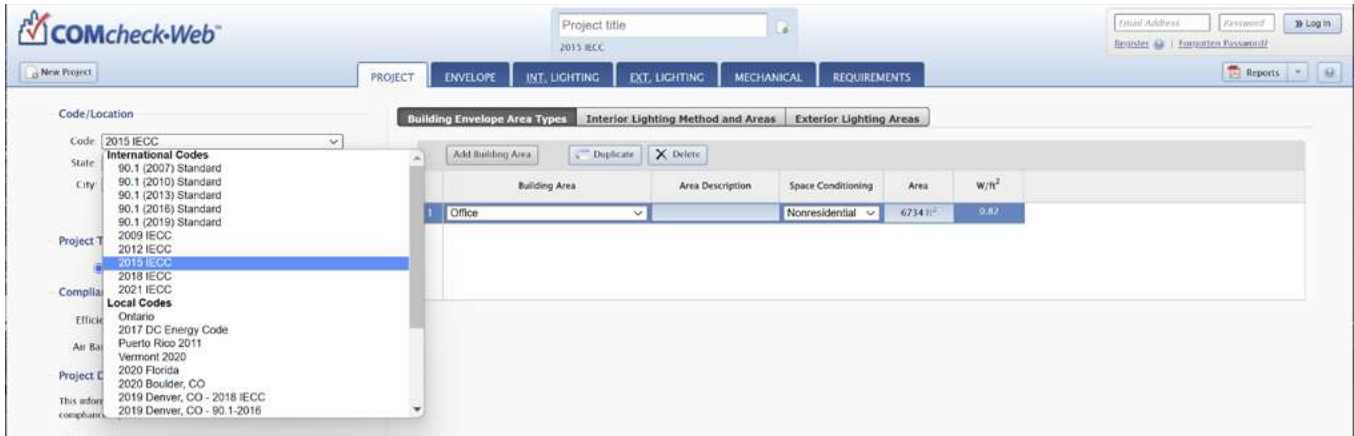 COMcheck-Web™
Project title
2015 IECC
Email Address Password » Log in
Register | Forgotten Password?
New Project
PROJECT ENVELOPE INT. LIGHTING EXT. LIGHTING MECHANICAL REQUIREMENTS
Reports
Code/Location
Code 2015 IECC
State
City
International Codes
90.1 (2007) Standard
90.1 (2010) Standard
90.1 (2013) Standard
90.1 (2016) Standard
90.1 (2019) Standard
2009 IECC
2012 IECC
2015 IECC
2018 IECC
2021 IECC
Local Codes
Ontario
2017 DC Energy Code
Puerto Rico 2011
Vermont 2020
2020 Florida
2020 Boulder, CO
2019 Denver, CO - 2018 IECC
2019 Denver, CO - 90.1-2016
Project T
Complia
Efficie
Air Ba
Project D
This infor
compliance
Building Envelope Area Types Interior Lighting Method and Areas Exterior Lighting Areas
Add Building Area Duplicate Delete
Building Area Area Description Space Conditioning Area W/ft²
1 Office Nonresidential 6734 ft² 0.82